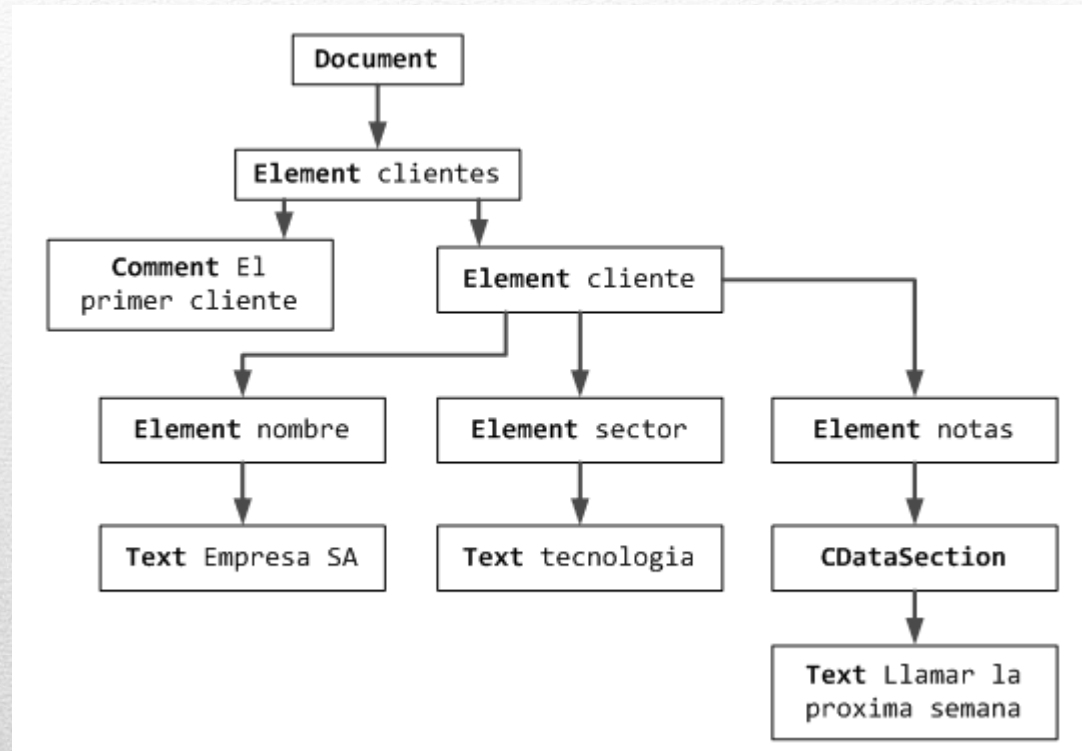 Document
Element clientes
Comment El
primer cliente
Element cliente
Element nombre
Element sector
Element notas
Text Empresa SA
Text tecnologia
CDataSection
Text Llamar la
proxima semana